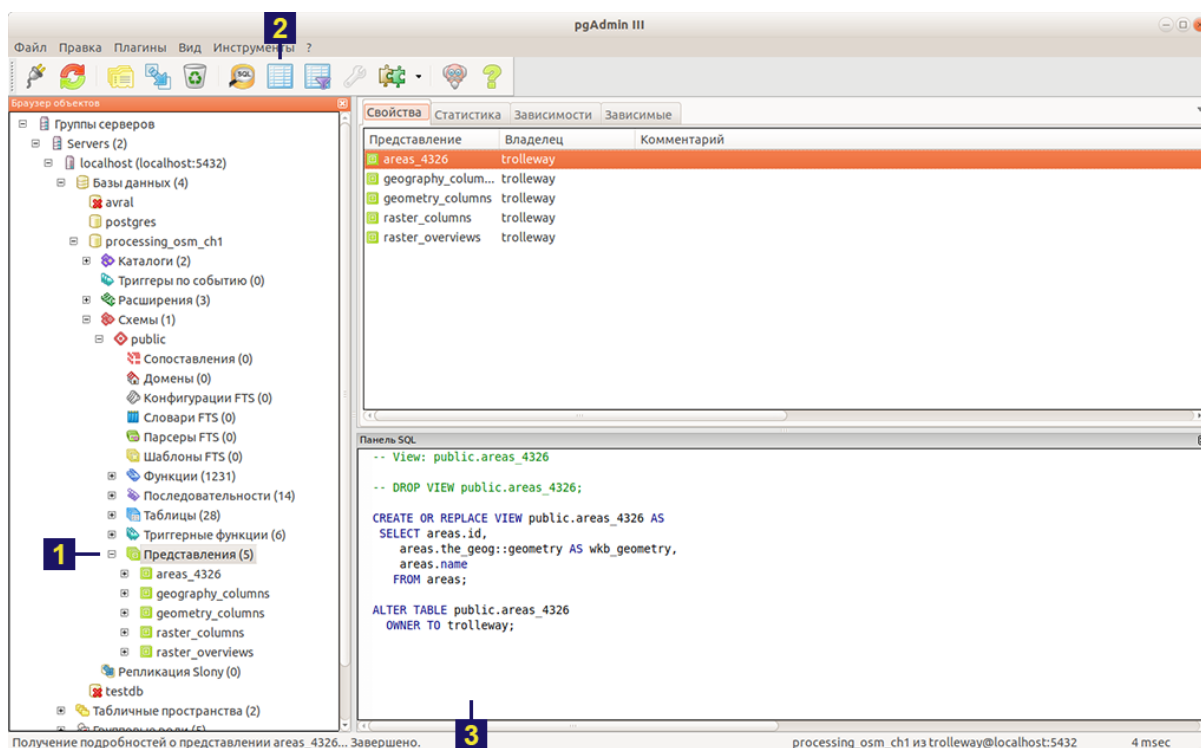 pgAdmin III
2
Файл Правка Плагины Вид Инструменты ?
SQL
Браузер объектов
Группы серверов
Servers (2)
localhost (localhost:5432)
Базы данных (4)
avral
postgres
processing_osm_ch1
Каталоги (2)
Триггеры по событию (0)
Расширения (3)
Схемы (1)
public
Сопоставления (0)
Домены (0)
Конфигурации FTS (0)
Словари FTS (0)
Парсеры FTS (0)
Шаблоны FTS (0)
Функции (1231)
Последовательности (14)
Таблицы (28)
Триггерные функции (6)
1
Представления (5)
areas_4326
geography_columns
geometry_columns
raster_columns
raster_overviews
Репликация Slony (0)
testdb
Табличные пространства (2)
Групповые роли (5)
Свойства Статистика Зависимости Зависимые
Представление Владелец Комментарий
areas_4326 trolleway
geography_colum... trolleway
geometry_columns trolleway
raster_columns trolleway
raster_overviews trolleway
Панель SQL
-- View: public.areas_4326
-- DROP VIEW public.areas_4326;
CREATE OR REPLACE VIEW public.areas_4326 AS
SELECT areas.id,
areas.the_geog::geometry AS wkb_geometry,
areas.name
FROM areas;
ALTER TABLE public.areas_4326
OWNER TO trolleway;
3
Получение подробностей о представлении areas_4326... Завершено.
processing_osm_ch1 из trolleway@localhost:5432
4 msec